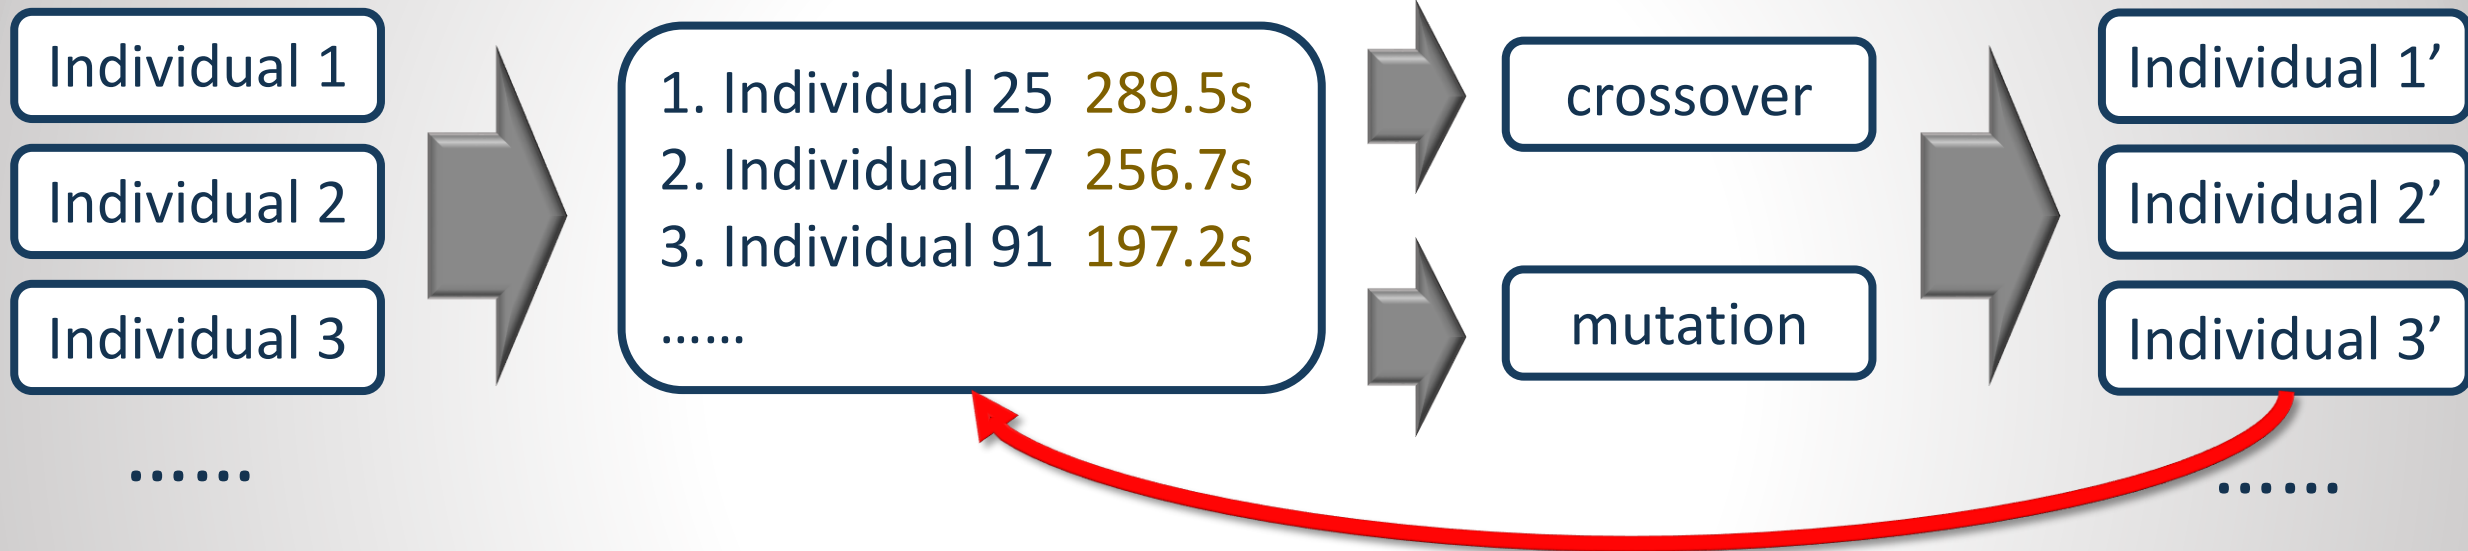 Individual 1
Individual 2
Individual 3
......
1. Individual 25 289.5s
2. Individual 17 256.7s
3. Individual 91 197.2s
......
crossover
mutation
Individual 1’
Individual 2’
Individual 3’
......